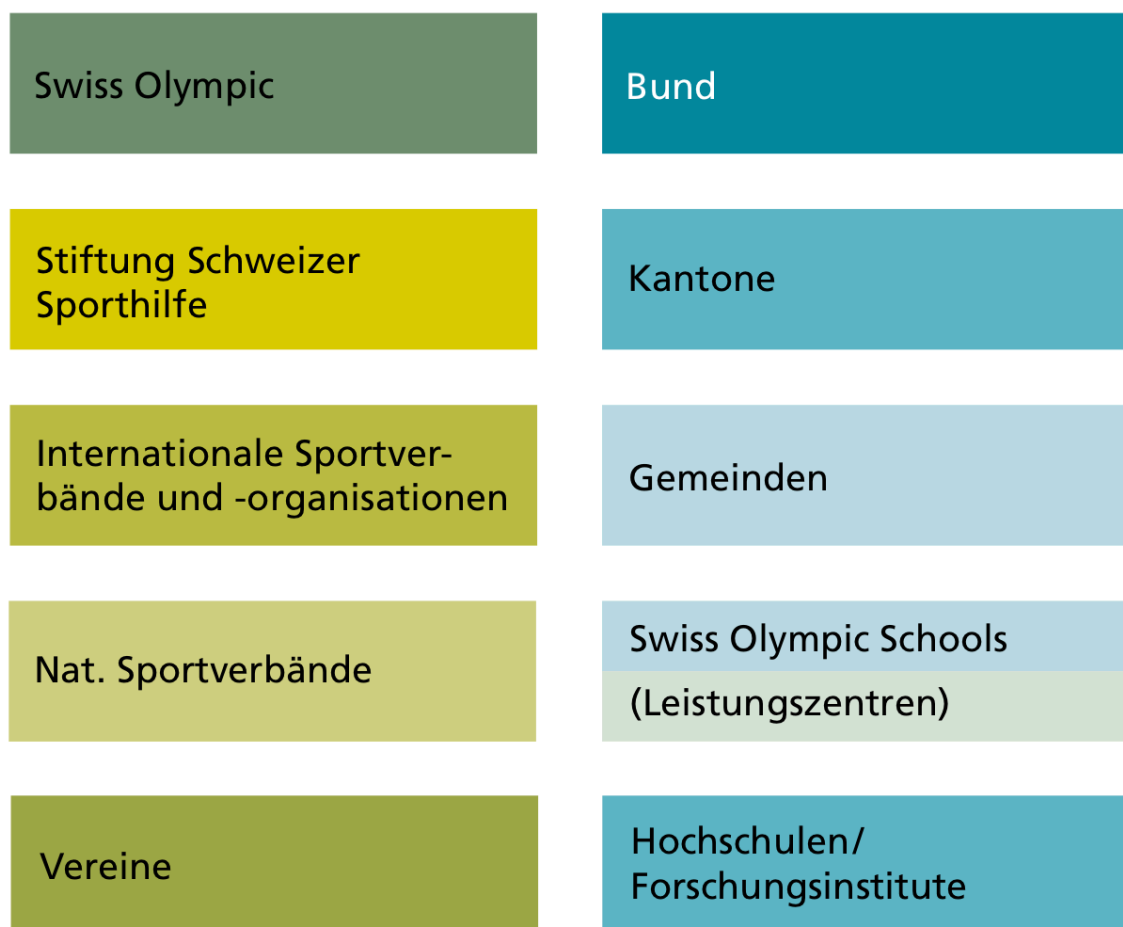 Swiss Olympic
Bund
Stiftung Schweizer
Sporthilfe
Kantone
Internationale Sportver-
bände und -organisationen
Gemeinden
Nat. Sportverbände
Swiss Olympic Schools
(Leistungszentren)
Vereine
Hochschulen/
Forschungsinstitute